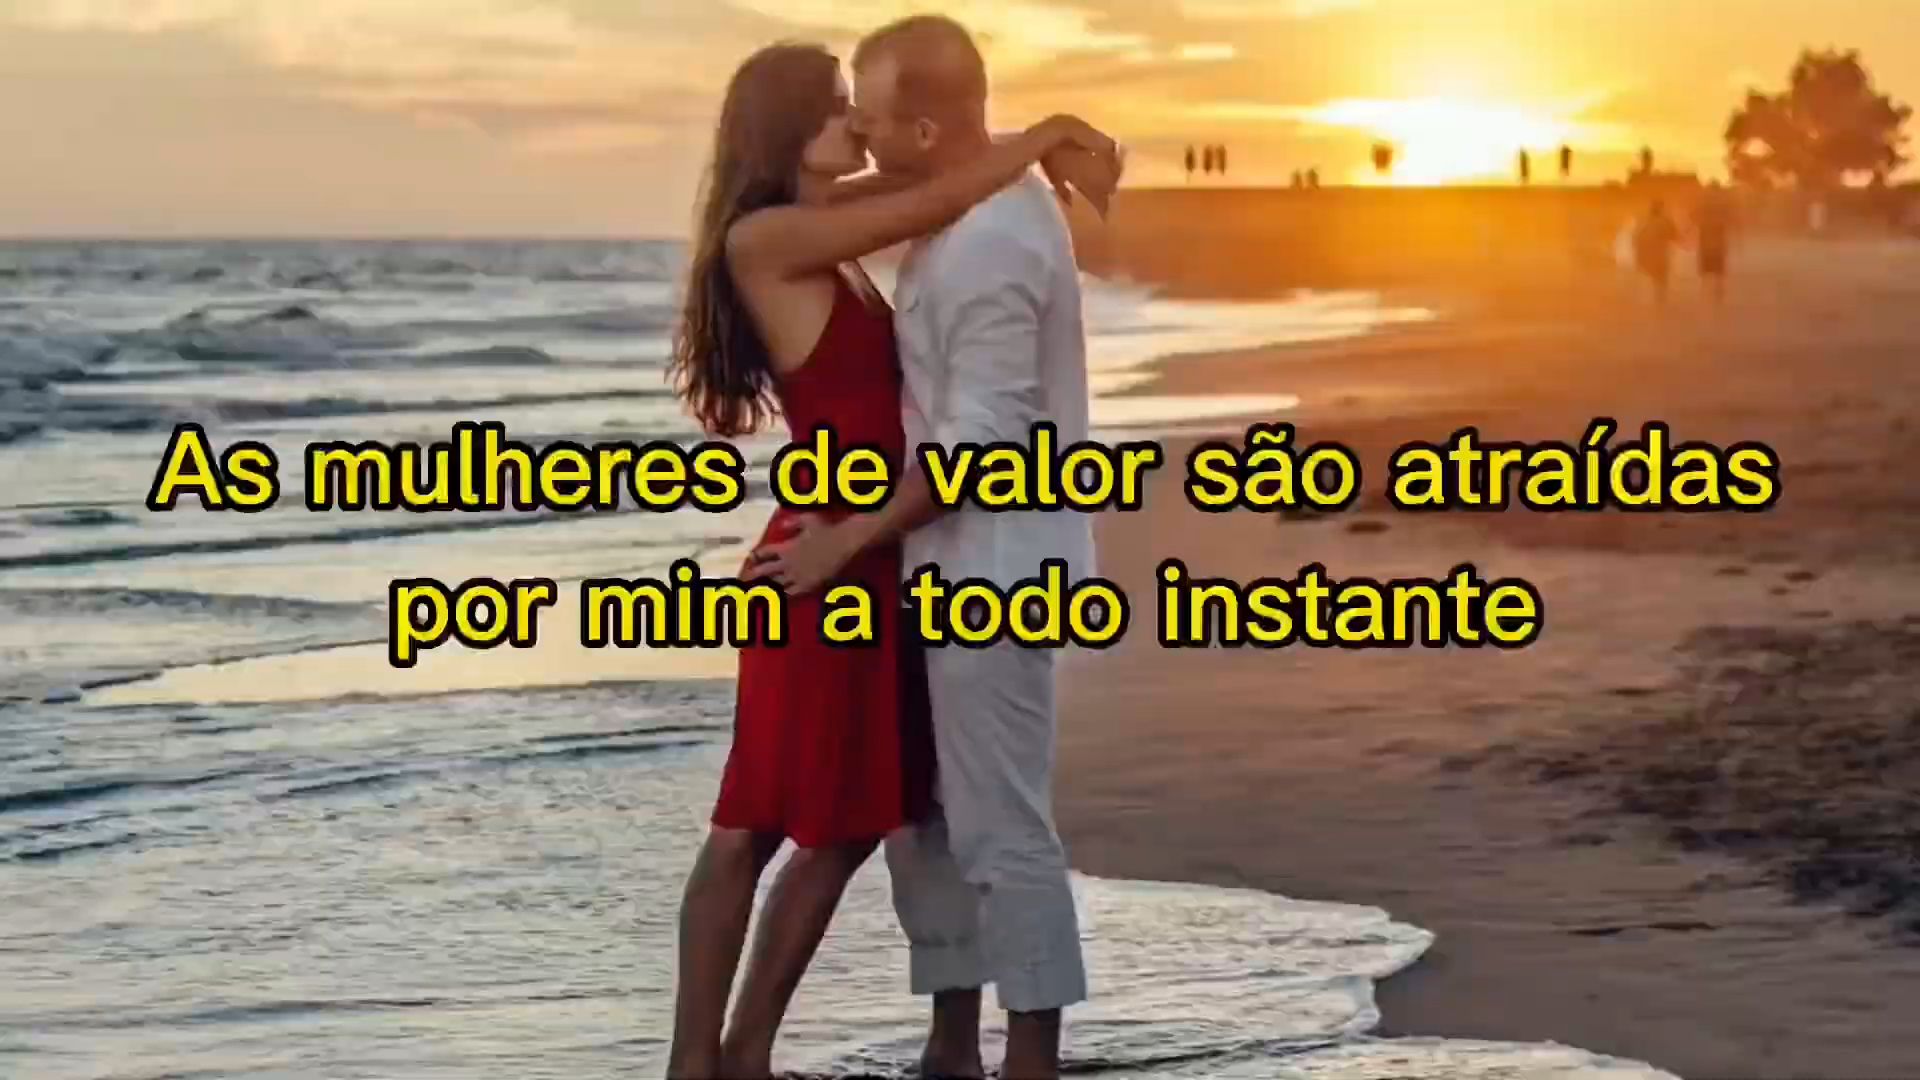 As mulheres de valor são atraídas
por mim a todo instante